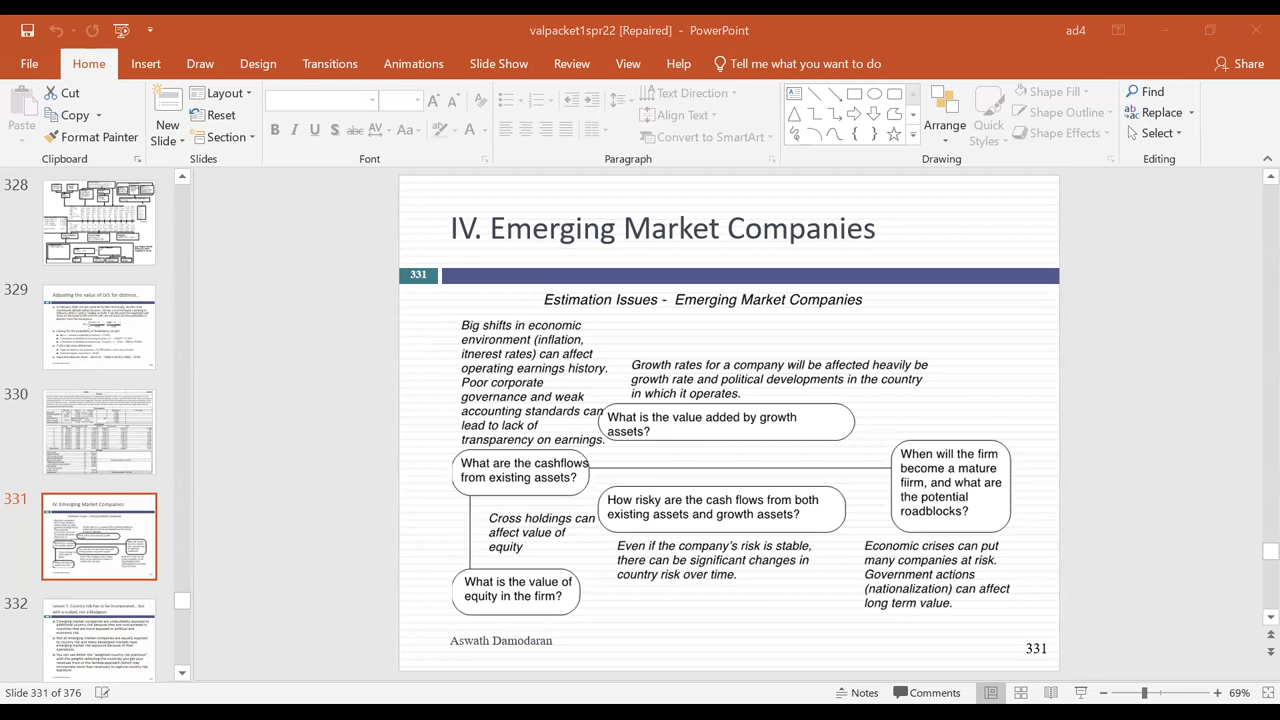 valpacket1spr22 [Repaired] - PowerPoint
ad4
File
Home
Insert
Draw
Design
Transitions
Animations
Slide Show
Review
View
Help
Tell me what you want to do
Share
Paste
Cut
Copy
Format Painter
Clipboard
New
Slide
Layout
Reset
Section
Slides
Font
Text Direction
Align Text
Convert to SmartArt
Paragraph
Arrange
Quick
Styles
Shape Fill
Shape Outline
Shape Effects
Drawing
Find
Replace
Select
Editing
328
329
Adjusting the value of LVS for distress..
330
331
IV. Emerging Market Companies
332
IV. Emerging Market Companies
331
Estimation Issues - Emerging Market Companies
Big shifts in economic
environment (inflation,
itnerest rates) can affect
operating earnings history.
Poor corporate
governance and weak
accounting standards can
lead to lack of
transparency on earnings.
Growth rates for a company will be affected heavily be
growth rate and political developments in the country
in which it operates.
What is the value added by growth
assets?
What are the cashflows
from existing assets?
When will the firm
become a mature
fiirm, and what are
the potential
roadblocks?
How risky are the cash flows from both
existing assets and growth assets?
Cross holdings can
affect value of
equity.
Even if the company's risk is stable,
there can be significant changes in
country risk over time.
Economic crises can put
many companies at risk.
Government actions
(nationalization) can affect
long term value.
What is the value of
equity in the firm?
Aswath Damodaran
331
Slide 331 of 376
Notes
Comments
69%